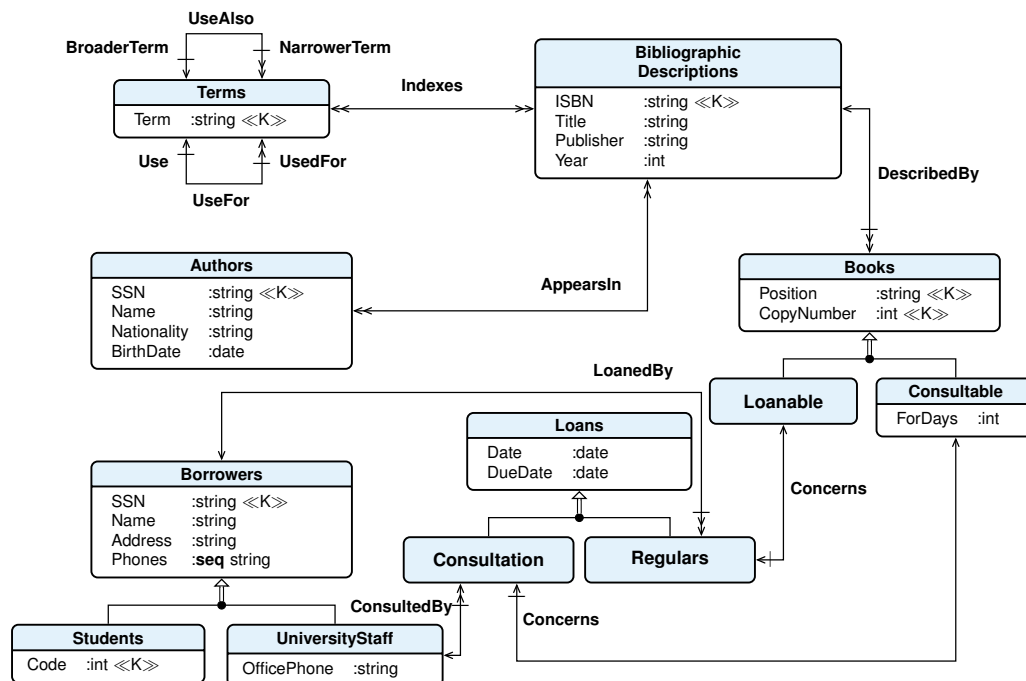 UseAlso
BroaderTerm
NarrowerTerm
Terms
Term :string ≪K≫
Use
UsedFor
UseFor
Indexes
Bibliographic
Descriptions
ISBN :string ≪K≫
Title :string
Publisher :string
Year :int
DescribedBy
Authors
SSN :string ≪K≫
Name :string
Nationality :string
BirthDate :date
AppearsIn
Books
Position :string ≪K≫
CopyNumber :int ≪K≫
LoanedBy
Loanable
Consultable
ForDays :int
Loans
Date :date
DueDate :date
Concerns
Borrowers
SSN :string ≪K≫
Name :string
Address :string
Phones :seq string
Consultation
Regulars
ConsultedBy
Concerns
Students
Code :int ≪K≫
UniversityStaff
OfficePhone :string